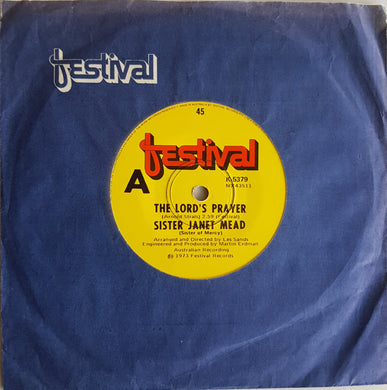 festival
45
festival
A
K-5379
MX43511
THE LORD'S PRAYER
(Arnold Strals) 2.59 (Festival)
SISTER JANET MEAD
(Sister of Mercy)
Arranged and Directed by Les Sands
Engineered and Produced by Martin Erdman
Australian Recording
℗ 1973 Festival Records